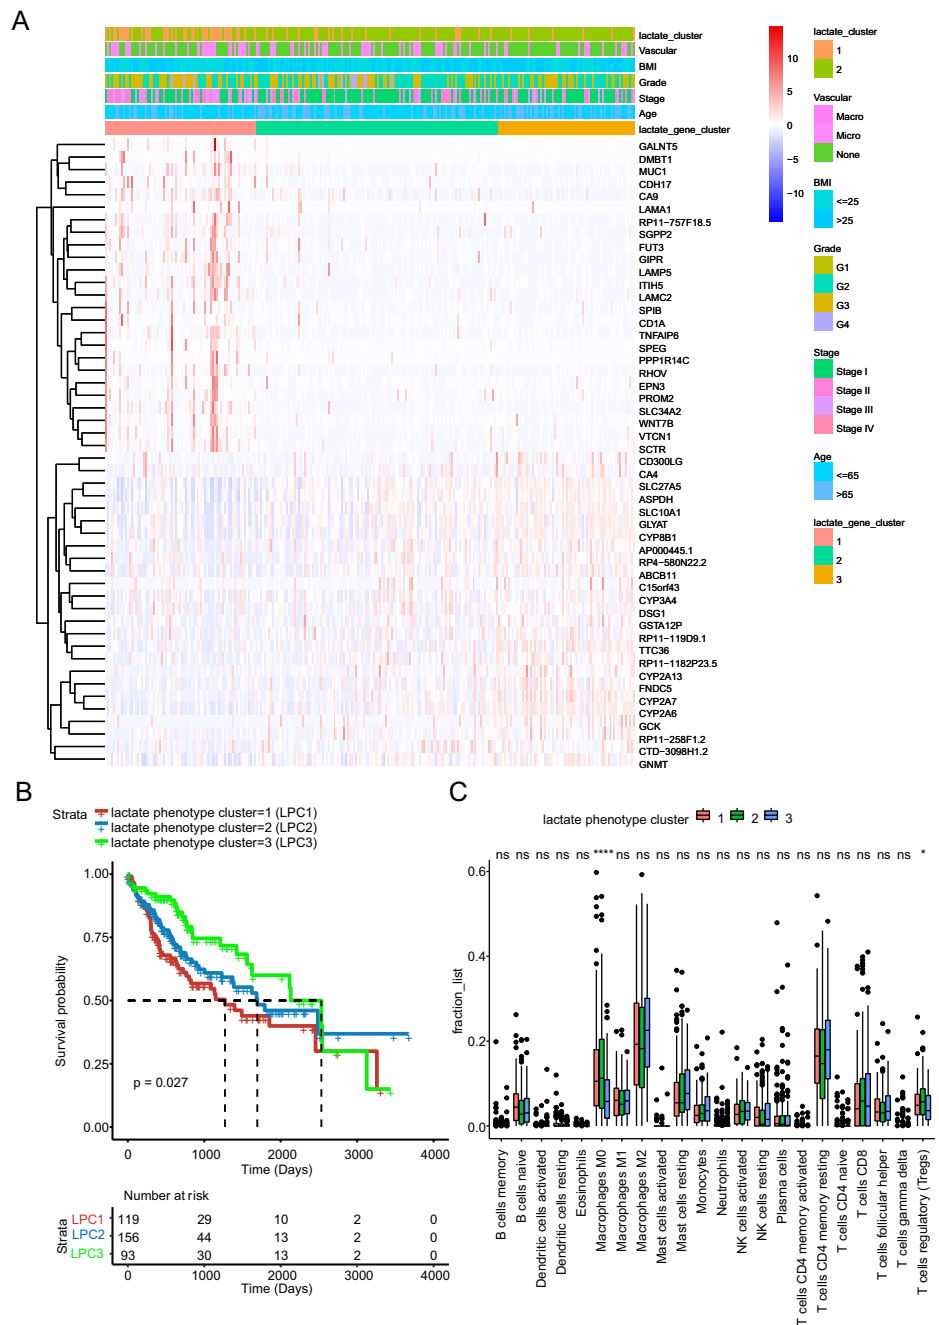 A
lactate_cluster
Vascular
BMI
Grade
Stage
Age
lactate_gene_cluster
GALNT5
DMBT1
MUC1
CDH17
CA9
LAMA1
RP11-757F18.5
SGPP2
FUT3
GIPR
LAMP5
ITIH5
LAMC2
SPIB
CD1A
TNFAIP6
SPEG
PPP1R14C
RHOV
EPN3
PROM2
SLC34A2
WNT7B
VTCN1
SCTR
CD300LG
CA4
SLC27A5
ASPDH
SLC10A1
GLYAT
CYP8B1
AP000445.1
RP4-580N22.2
ABCB11
C15orf43
CYP3A4
DSG1
GSTA12P
RP11-119D9.1
TTC36
RP11-1182P23.5
CYP2A13
FNDC5
CYP2A7
CYP2A6
GCK
RP11-258F1.2
CTD-3098H1.2
GNMT
10
5
0
−5
−10
lactate_cluster
1
2
Vascular
Macro
Micro
None
BMI
<=25
>25
Grade
G1
G2
G3
G4
Stage
Stage I
Stage II
Stage III
Stage IV
Age
<=65
>65
lactate_gene_cluster
1
2
3
B
Strata
lactate phenotype cluster=1 (LPC1)
lactate phenotype cluster=2 (LPC2)
lactate phenotype cluster=3 (LPC3)
Survival probability
1.00
0.75
0.50
0.25
0.00
p = 0.027
0 1000 2000 3000 4000
Time (Days)
Number at risk
Strata
LPC1 119 29 10 2 0
LPC2 156 44 13 2 0
LPC3 93 30 13 2 0
0 1000 2000 3000 4000
Time (Days)
C
lactate phenotype cluster 1 2 3
ns ns ns ns ns **** ns ns ns ns ns ns ns ns ns ns ns ns ns ns ns *
fraction_list
0.6
0.4
0.2
0.0
B cells memory
B cells naive
Dendritic cells activated
Dendritic cells resting
Eosinophils
Macrophages M0
Macrophages M1
Macrophages M2
Mast cells activated
Mast cells resting
Monocytes
Neutrophils
NK cells activated
NK cells resting
Plasma cells
T cells CD4 memory activated
T cells CD4 memory resting
T cells CD4 naive
T cells CD8
T cells follicular helper
T cells gamma delta
T cells regulatory (Tregs)